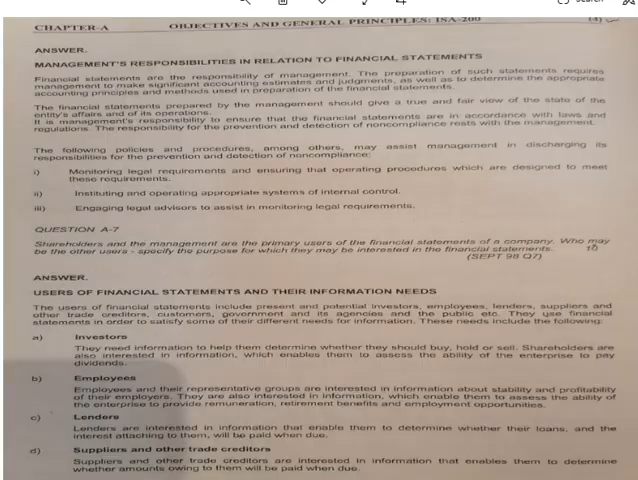 Search
CHAPTER-A OBJECTIVES AND GENERAL PRINCIPLES: ISA-200 (4)
ANSWER.
MANAGEMENT'S RESPONSIBILITIES IN RELATION TO FINANCIAL STATEMENTS
Financial statements are the responsibility of management. The preparation of such statements requires
management to make significant accounting estimates and judgments, as well as to determine the appropriate
accounting principles and methods used in preparation of the financial statements.
The financial statements prepared by the management should give a true and fair view of the state of the
entity's affairs and of its operations.
It is management's responsibility to ensure that the financial statements are in accordance with laws and
regulations. The responsibility for the prevention and detection of noncompliance rests with the management.
The following policies and procedures, among others, may assist management in discharging its
responsibilities for the prevention and detection of noncompliance:
i) Monitoring legal requirements and ensuring that operating procedures which are designed to meet
these requirements.
ii) Instituting and operating appropriate systems of internal control.
iii) Engaging legal advisors to assist in monitoring legal requirements.
QUESTION A-7
Shareholders and the management are the primary users of the financial statements of a company. Who may
be the other users - specify the purpose for which they may be interested in the financial statements. 10
(SEPT 98 Q7)
ANSWER.
USERS OF FINANCIAL STATEMENTS AND THEIR INFORMATION NEEDS
The users of financial statements include present and potential investors, employees, lenders, suppliers and
other trade creditors, customers, government and its agencies and the public etc. They use financial
statements in order to satisfy some of their different needs for information. These needs include the following:
a) Investors
They need information to help them determine whether they should buy, hold or sell. Shareholders are
also interested in information, which enables them to assess the ability of the enterprise to pay
dividends.
b) Employees
Employees and their representative groups are interested in information about stability and profitability
of their employers. They are also interested in information, which enable them to assess the ability of
the enterprise to provide remuneration, retirement benefits and employment opportunities.
c) Lenders
Lenders are interested in information that enable them to determine whether their loans, and the
interest attaching to them, will be paid when due.
d) Suppliers and other trade creditors
Suppliers and other trade creditors are interested in information that enables them to determine
whether amounts owing to them will be paid when due.